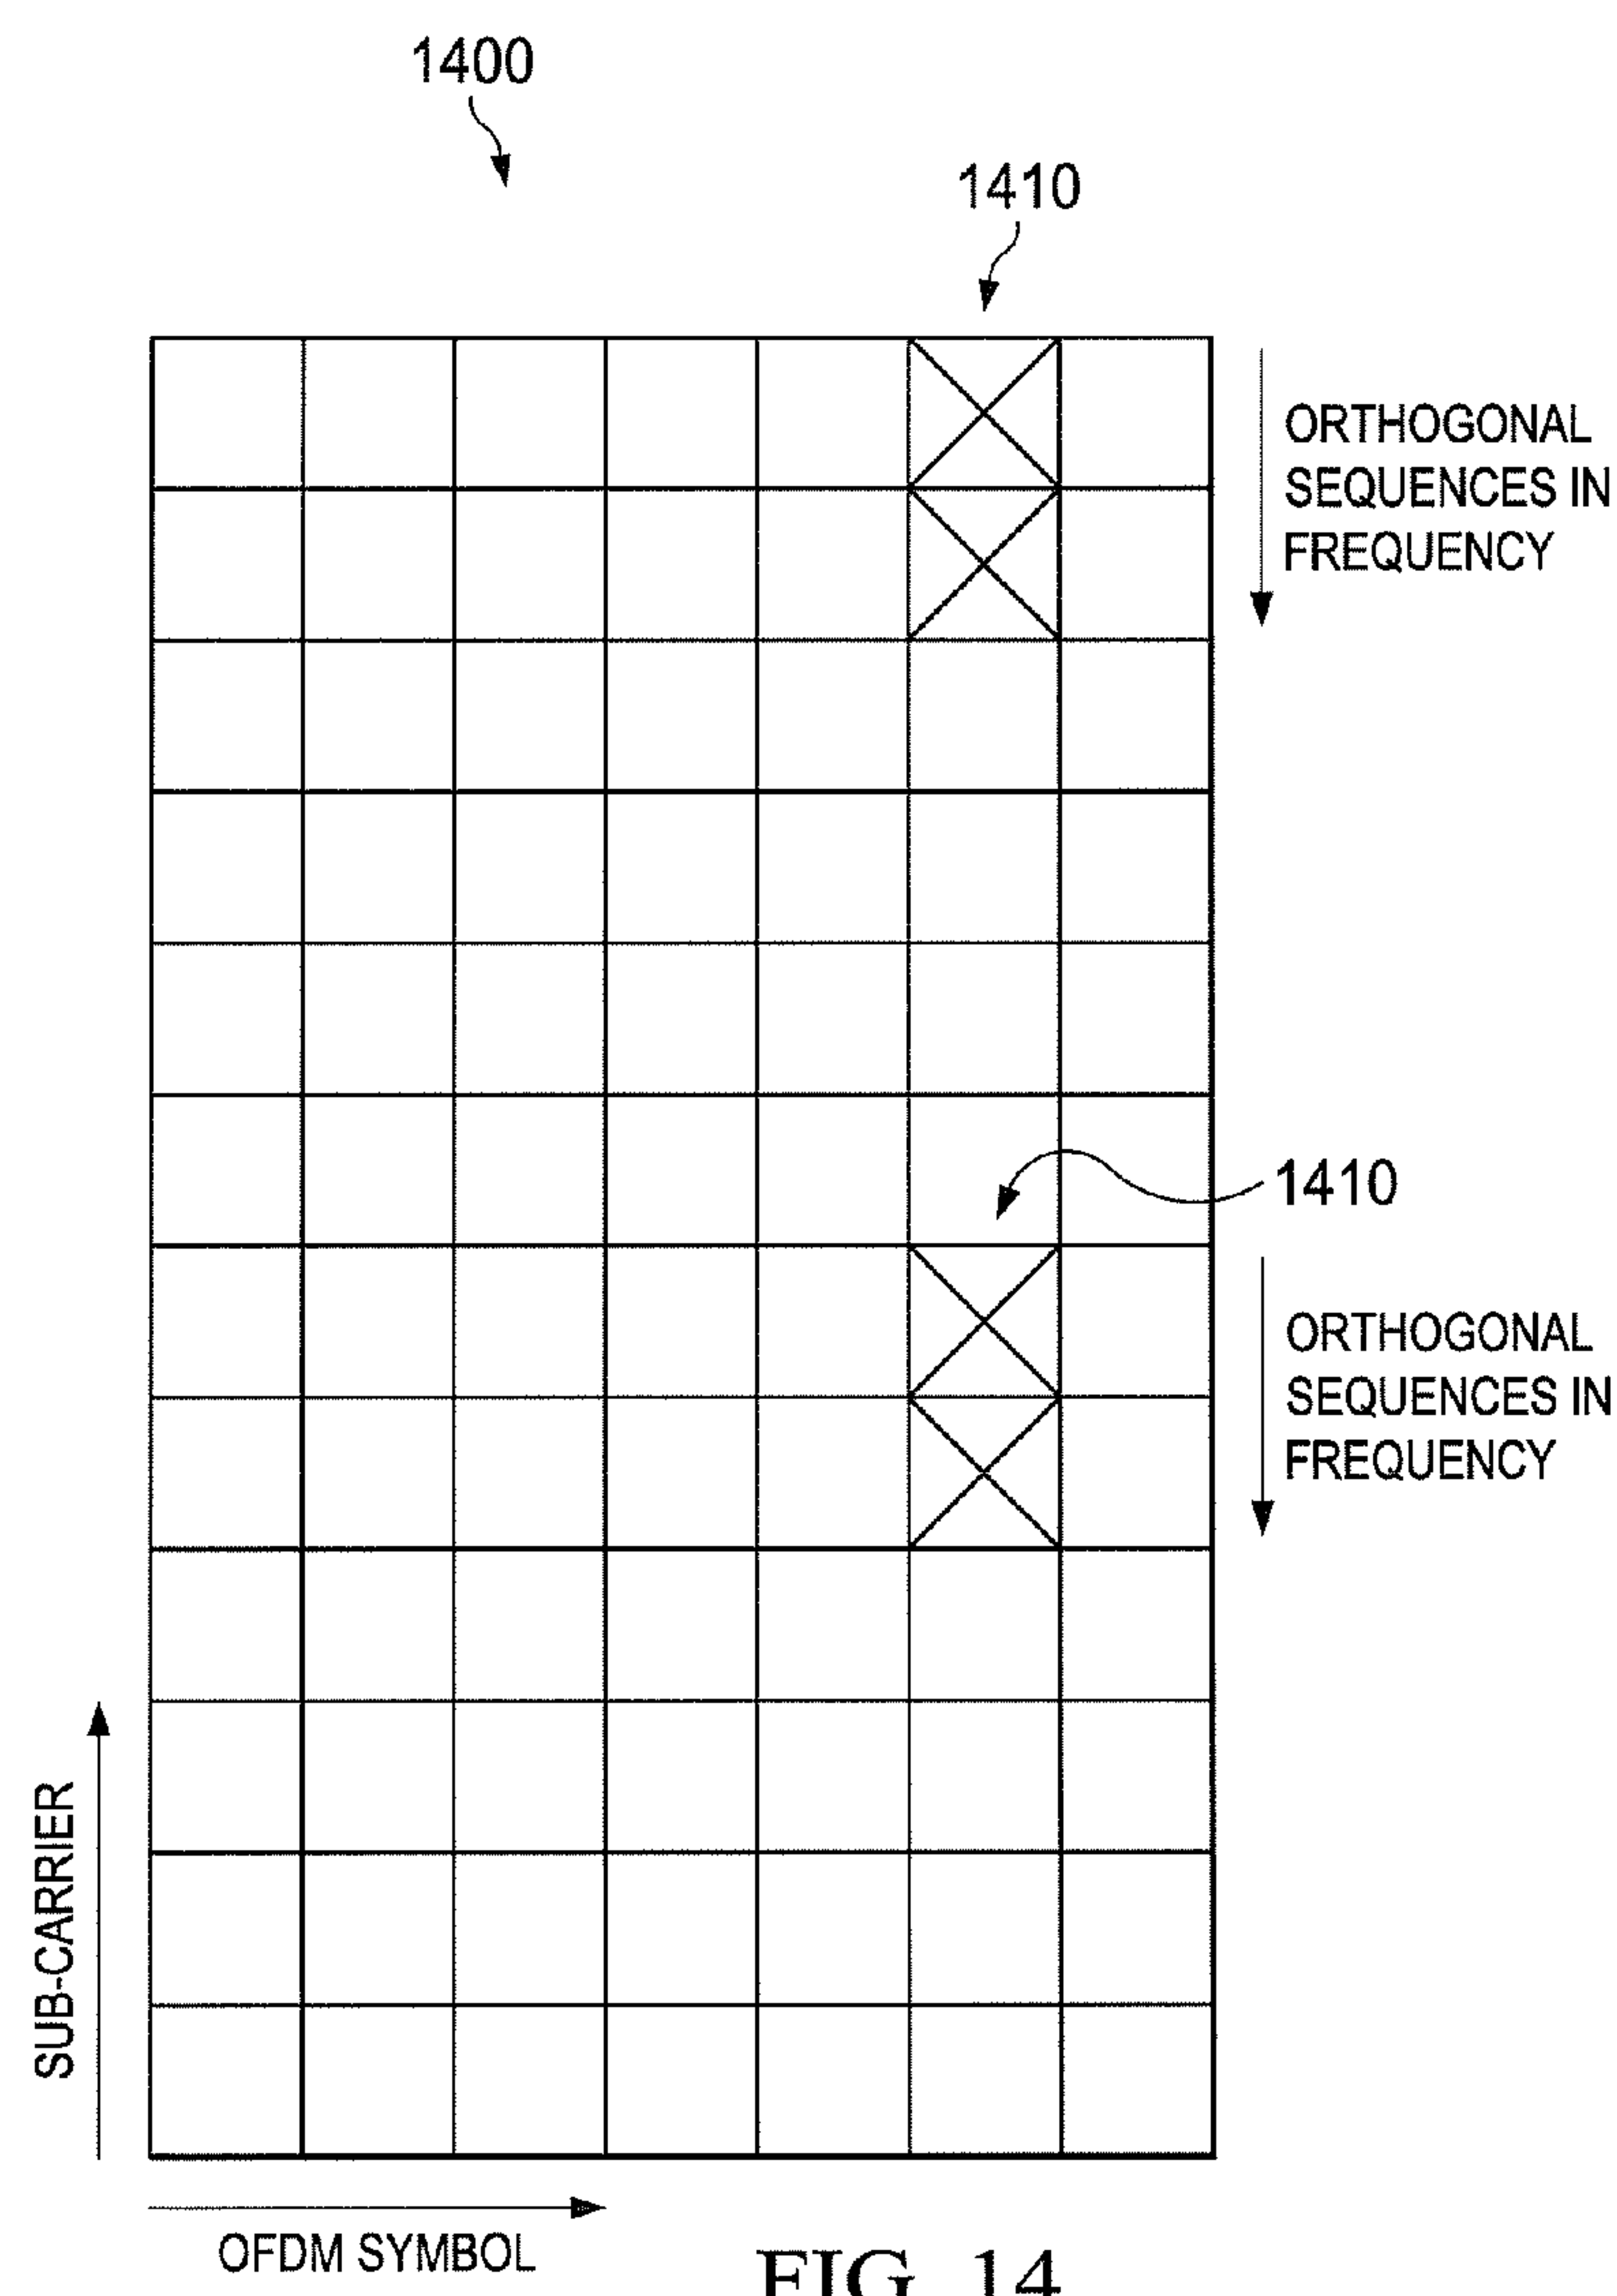 1400
1410
ORTHOGONAL
SEQUENCES IN
FREQUENCY
1410
ORTHOGONAL
SEQUENCES IN
FREQUENCY
SUB-CARRIER
OFDM SYMBOL
FIG. 14